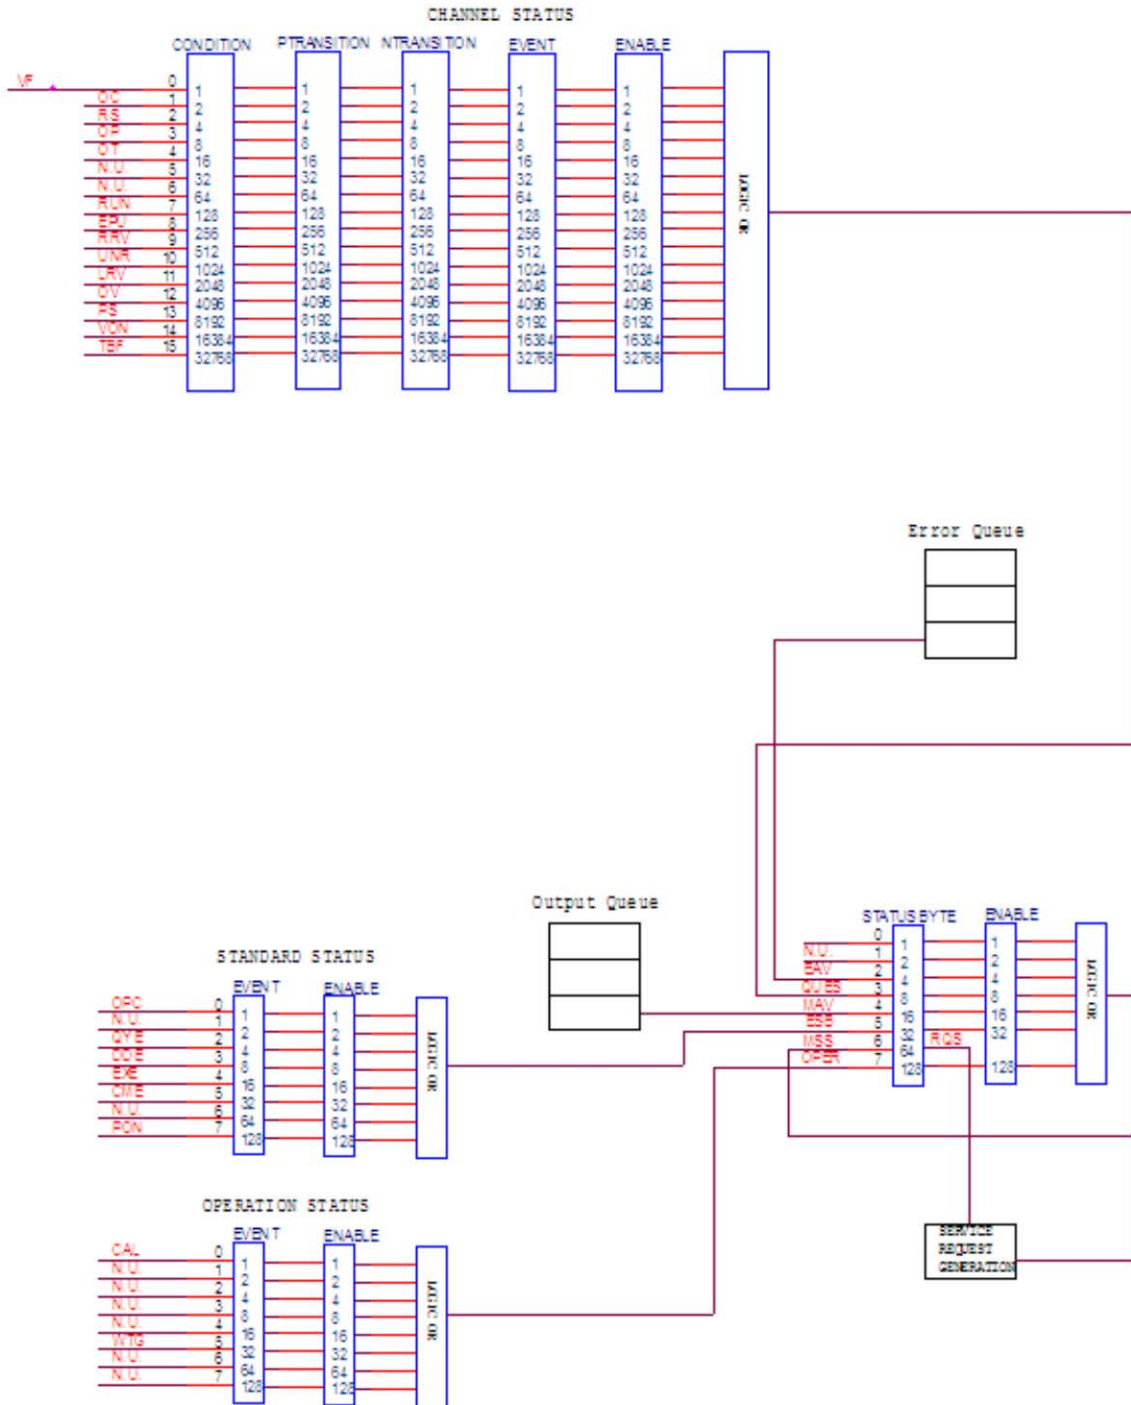 CHANNEL STATUS
CONDITION PTRANSITION NTRANSITION EVENT ENABLE
VF 0 1 1 1 1 1
OC 1 2 2 2 2 2
RS 2 4 4 4 4 4
OP 3 8 8 8 8 8
OT 4 16 16 16 16 16
N.U. 5 32 32 32 32 32
N.U. 6 64 64 64 64 64
RUN 7 128 128 128 128 128
EPU 8 256 256 256 256 256
RRV 9 512 512 512 512 512
UNR 10 1024 1024 1024 1024 1024
LRV 11 2048 2048 2048 2048 2048
OV 12 4096 4096 4096 4096 4096
PS 13 8192 8192 8192 8192 8192
VON 14 16384 16384 16384 16384 16384
TBF 15 32768 32768 32768 32768 32768
LOGIC OR
Error Queue
Output Queue
STATUS BYTE ENABLE
0 1 1
N.U. 1 2 2
EAV 2 4 4
QUES 3 8 8
MAV 4 16 16
ESB 5 32 32
MSS 6 64 RQS
OPER 7 128 128
LOGIC OR
STANDARD STATUS
EVENT ENABLE
OPC 0 1 1
N.U. 1 2 2
QYE 2 4 4
DDE 3 8 8
EXE 4 16 16
CME 5 32 32
N.U. 6 64 64
PON 7 128 128
LOGIC OR
OPERATION STATUS
EVENT ENABLE
CAL 0 1 1
N.U. 1 2 2
N.U. 2 4 4
N.U. 3 8 8
N.U. 4 16 16
WTG 5 32 32
N.U. 6 64 64
N.U. 7 128 128
LOGIC OR
SERVICE
REQUEST
GENERATION